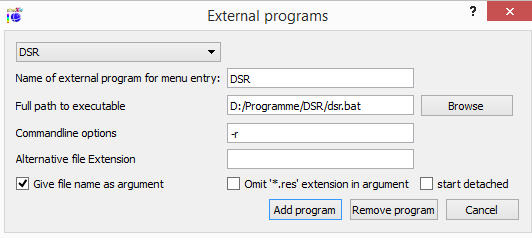 External programs
DSR
Name of external program for menu entry: DSR
Full path to executable D:/Programme/DSR/dsr.bat Browse
Commandline options -r
Alternative file Extension
Give file name as argument Omit '*.res' extension in argument start detached
Add program Remove program Cancel